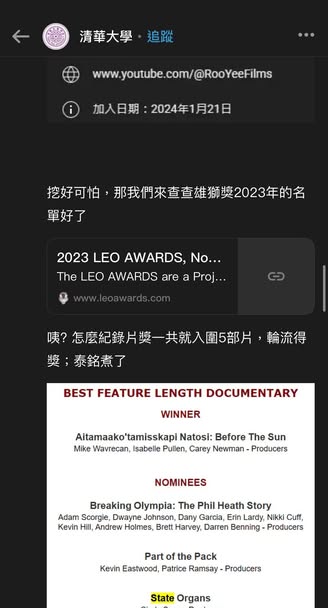 清華大學 · 追蹤
www.youtube.com/@RooYeeFilms
加入日期：2024年1月21日
挖好可怕，那我們來查查雄獅獎2023年的名
單好了
2023 LEO AWARDS, No...
The LEO AWARDS are a Proj...
www.leoawards.com
咦? 怎麼紀錄片獎一共就入圍5部片，輪流得
獎；泰銘煮了
BEST FEATURE LENGTH DOCUMENTARY
WINNER
Aitamaako'tamisskapi Natosi: Before The Sun
Mike Wavrecan, Isabelle Pullen, Carey Newman - Producers
NOMINEES
Breaking Olympia: The Phil Heath Story
Adam Scorgie, Dwayne Johnson, Dany Garcia, Erin Lardy, Nikki Cuff,
Kevin Hill, Andrew Holmes, Brett Harvey, Darren Benning - Producers
Part of the Pack
Kevin Eastwood, Patrice Ramsay - Producers
State Organs